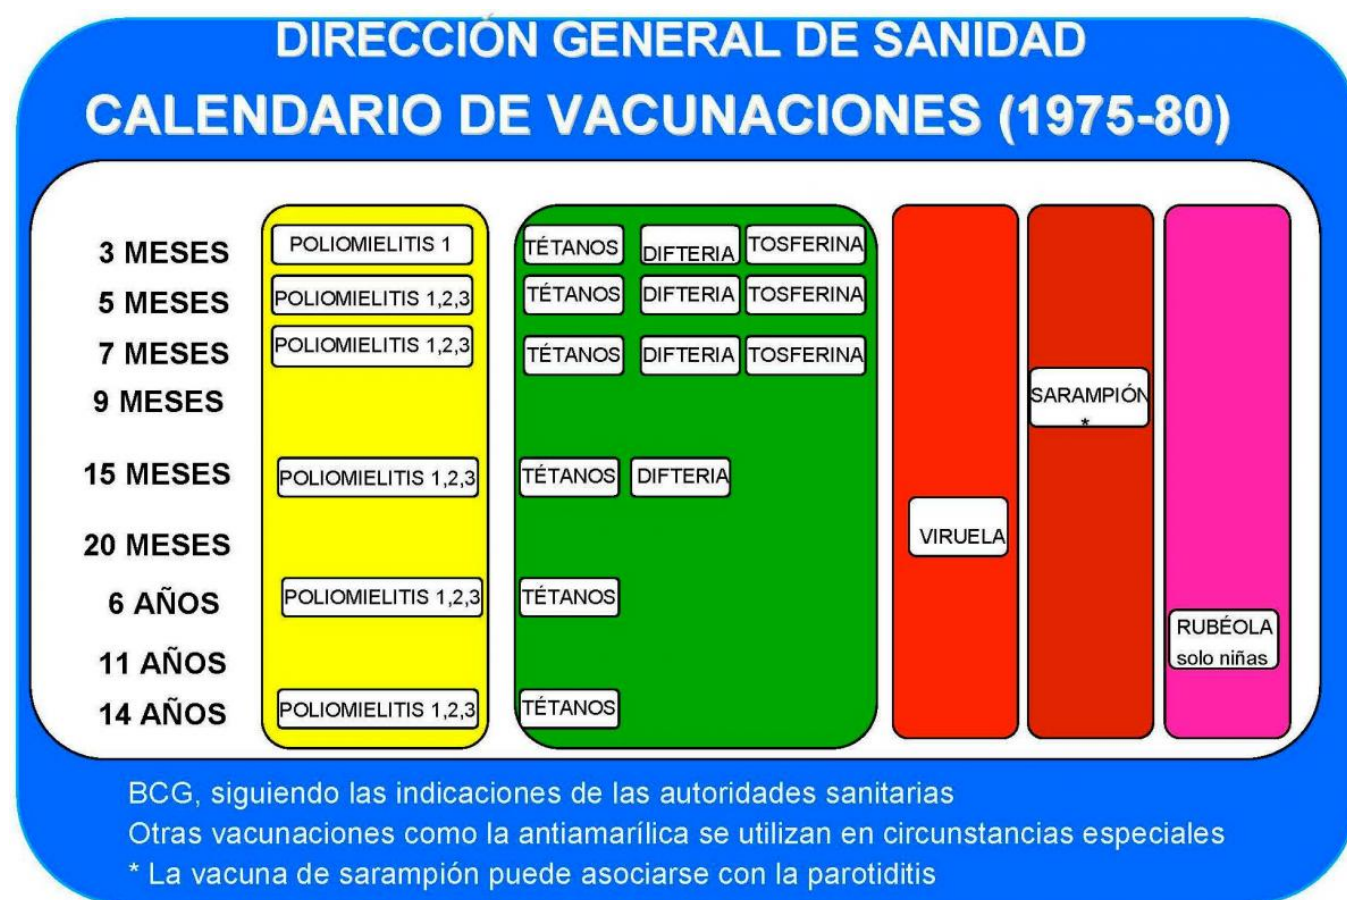 DIRECCIÓN GENERAL DE SANIDAD
CALENDARIO DE VACUNACIONES (1975-80)
3 MESES POLIOMIELITIS 1 TÉTANOS DIFTERIA TOSFERINA
5 MESES POLIOMIELITIS 1,2,3 TÉTANOS DIFTERIA TOSFERINA
7 MESES POLIOMIELITIS 1,2,3 TÉTANOS DIFTERIA TOSFERINA
9 MESES SARAMPIÓN
*
15 MESES POLIOMIELITIS 1,2,3 TÉTANOS DIFTERIA
20 MESES VIRUELA
6 AÑOS POLIOMIELITIS 1,2,3 TÉTANOS
RUBÉOLA
11 AÑOS solo niñas
14 AÑOS POLIOMIELITIS 1,2,3 TÉTANOS
BCG, siguiendo las indicaciones de las autoridades sanitarias
Otras vacunaciones como la antiamarílica se utilizan en circunstancias especiales
* La vacuna de sarampión puede asociarse con la parotiditis